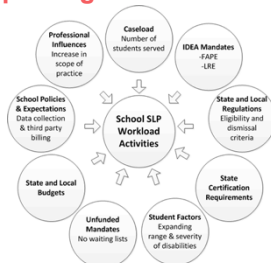 Caseload
Number of
students served
IDEA Mandates
-FAPE
-LRE
State and Local
Regulations
Eligibility and
dismissal
criteria
State
Certification
Requirements
Student Factors
Expanding
range & severity
of disabilities
Unfunded
Mandates
No waiting lists
State and Local
Budgets
School Policies
& Expectations
Data collection
& third party
billing
Professional
Influences
Increase in
scope of
practice
School SLP
Workload
Activities